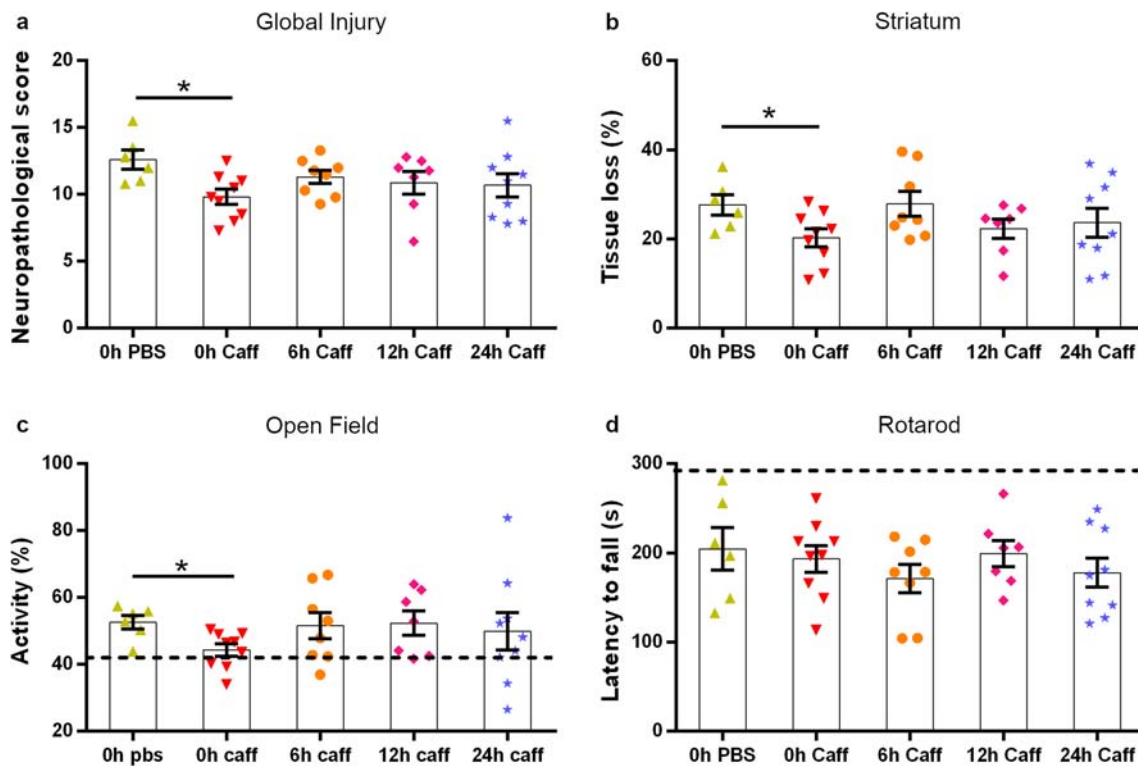 a
Global Injury
Neuropathological score
20
15
10
5
0
*
0h PBS 0h Caff 6h Caff 12h Caff 24h Caff
b
Striatum
Tissue loss (%)
60
40
20
0
*
0h PBS 0h Caff 6h Caff 12h Caff 24h Caff
c
Open Field
Activity (%)
100
80
60
40
20
*
0h pbs 0h caff 6h caff 12h caff 24h caff
d
Rotarod
Latency to fall (s)
300
200
100
0
0h PBS 0h Caff 6h Caff 12h Caff 24h Caff